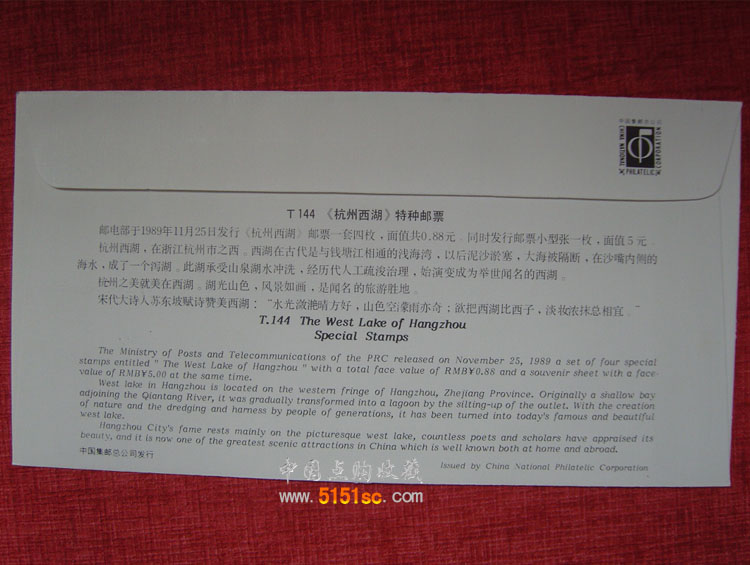 中国集邮总公司
CHINA NATIONAL PHILATELIC CORPORATION
T 144 《杭州西湖》特种邮票
邮电部于1989年11月25日发行《杭州西湖》邮票一套四枚，面值共0.88元。同时发行邮票小型张一枚，面值5元。
杭州西湖，在浙江杭州市之西。西湖在古代是与钱塘江相通的浅海湾，以后泥沙淤塞，大海被隔断，在沙嘴内侧的
海水，成了一个泻湖。此湖承受山泉湖水冲洗，经历代人工疏浚治理，始演变成为举世闻名的西湖。
杭州之美就美在西湖。湖光山色，风景如画，是闻名的旅游胜地。
宋代大诗人苏东坡赋诗赞美西湖：“水光潋滟晴方好，山色空濛雨亦奇；欲把西湖比西子，淡妆浓抹总相宜。”
T.144 The West Lake of Hangzhou
Special Stamps
The Ministry of Posts and Telecommunications of the PRC released on November 25, 1989 a set of four special
stamps entitled " The West Lake of Hangzhou " with a total face value of RMB¥0.88 and a souvenir sheet with a face-
value of RMB¥5.00 at the same time.
West lake in Hangzhou is located on the western fringe of Hangzhou, Zhejiang Province. Originally a shallow bay
adjoining the Qiantang River, it was gradually transformed into a lagoon by the silting-up of the outlet. With the creation
of nature and the dredging and harness by people of generations, it has been turned into today's famous and beautiful
west lake.
Hangzhou City's fame rests mainly on the picturesque west lake, countless poets and scholars have appraised its
beauty, and it is now one of the greatest scenic attractions in China which is well known both at home and abroad.
中国集邮总公司发行
Issued by China National Philatelic Corporation
中国点购收藏
www.5151sc.com